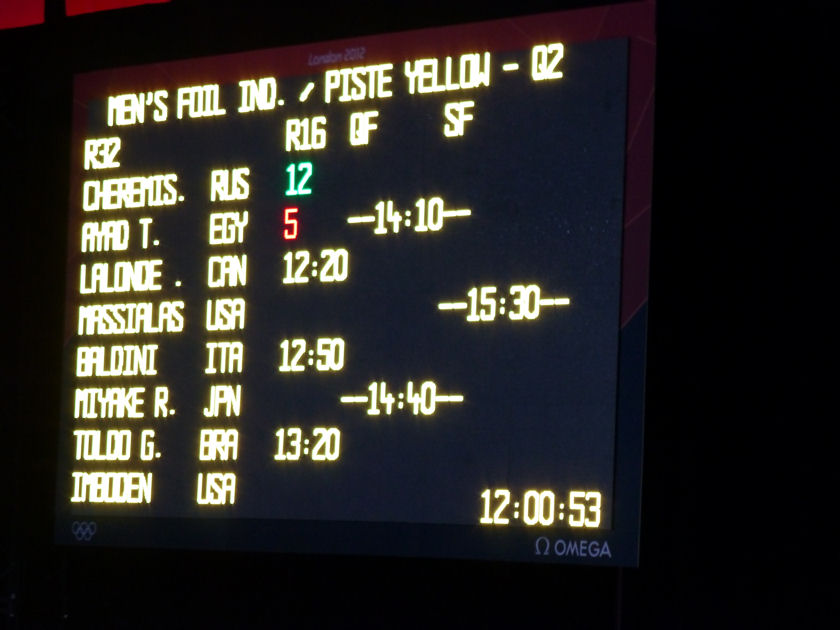 London 2012
MEN'S FOIL IND. / PISTE YELLOW - Q2
R32 R16 QF SF
CHEREMIS. RUS 12
AYAD T. EGY 5 --14:10--
LALONDE . CAN 12:20
MASSIALAS USA --15:30--
BALDINI ITA 12:50
MIYAKE R. JPN --14:40--
TOLDO G. BRA 13:20
IMBODEN USA
12:00:53
Ω OMEGA